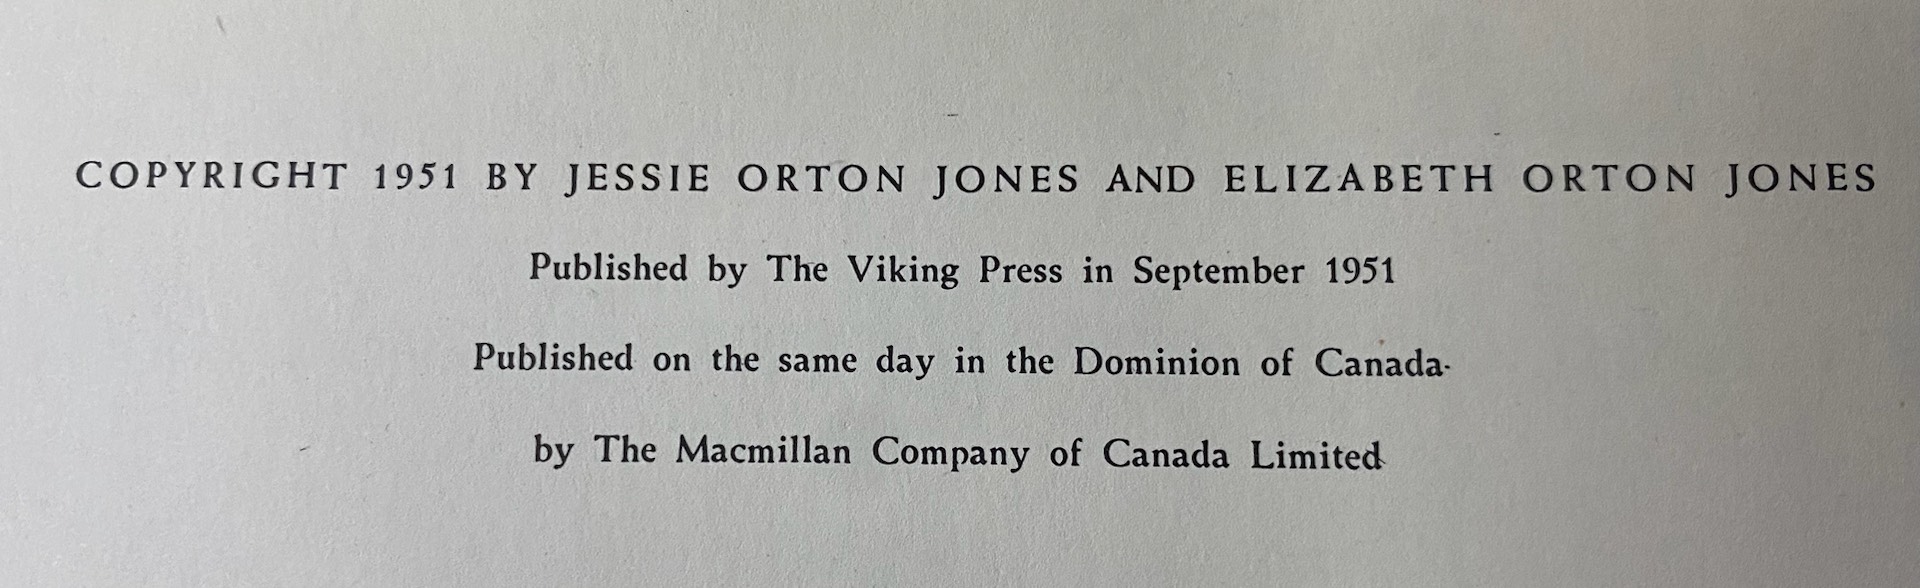 COPYRIGHT 1951 BY JESSIE ORTON JONES AND ELIZABETH ORTON JONES
Published by The Viking Press in September 1951
Published on the same day in the Dominion of Canada
by The Macmillan Company of Canada Limited